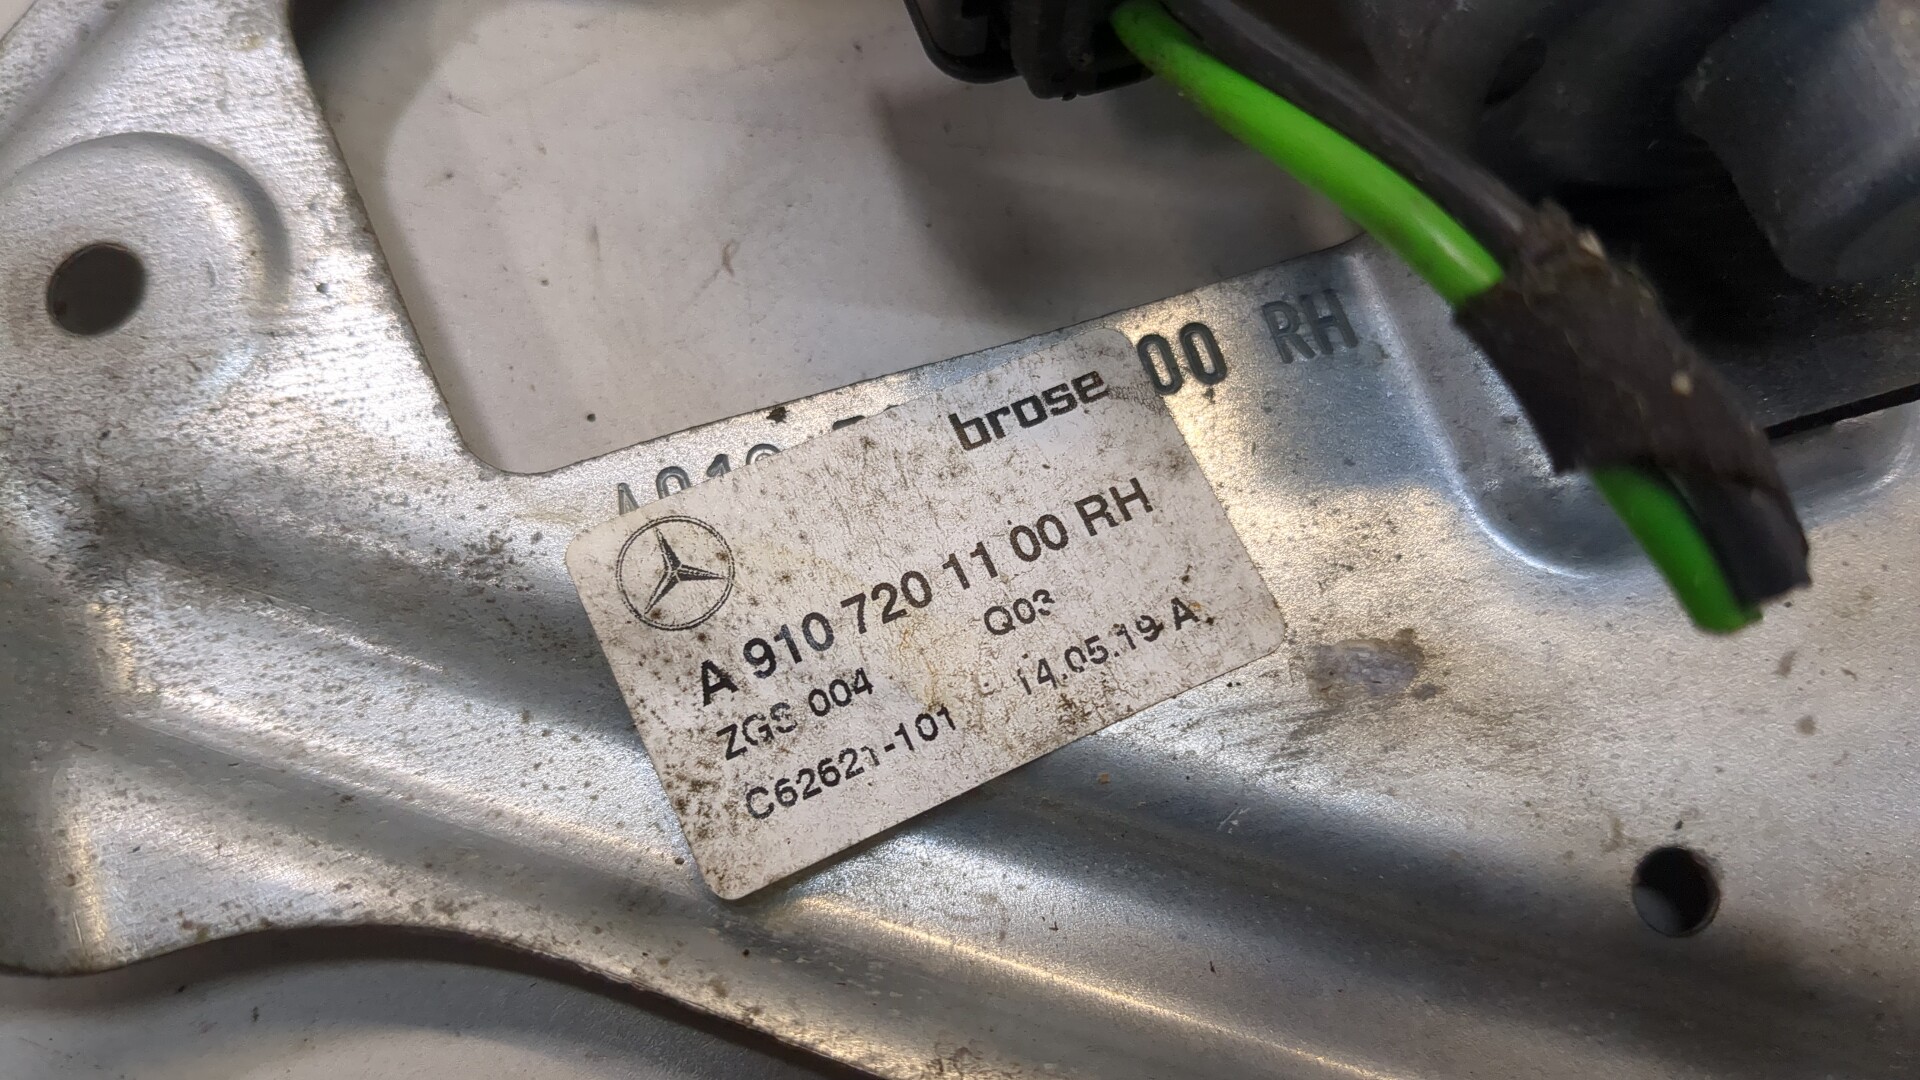 00 RH
brose
A 910 720 11 00 RH
ZGS 004 Q03
C62621-101 14.05.19 A